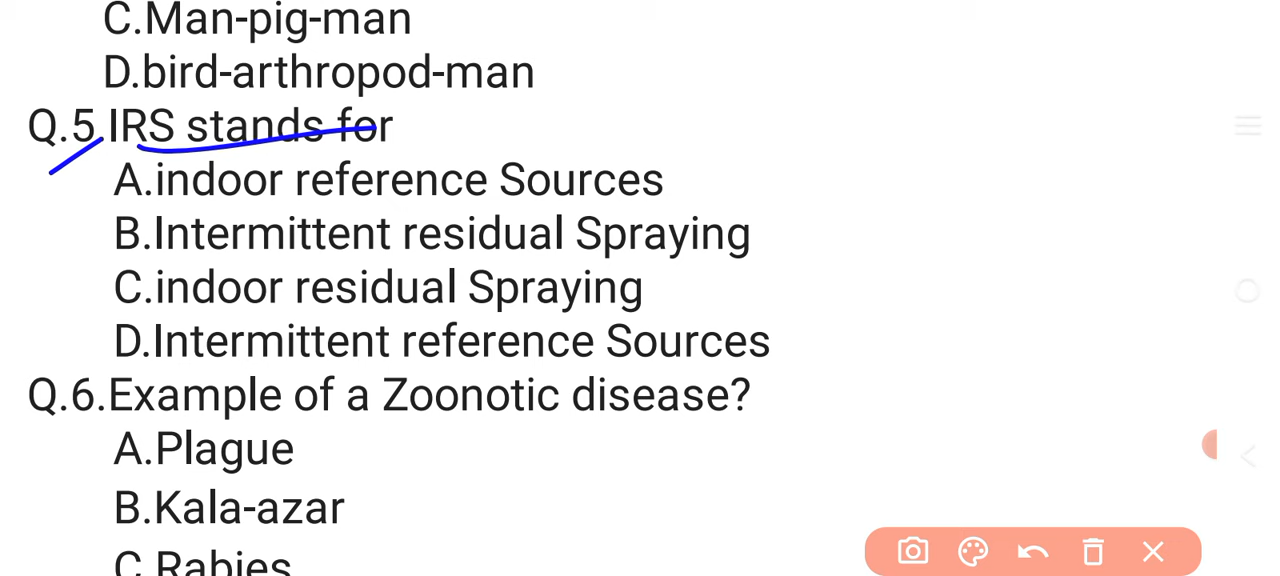 C.Man-pig-man
D.bird-arthropod-man
Q.5.IRS stands for
A.indoor reference Sources
B.Intermittent residual Spraying
C.indoor residual Spraying
D.Intermittent reference Sources
Q.6.Example of a Zoonotic disease?
A.Plague
B.Kala-azar
C.Rabies